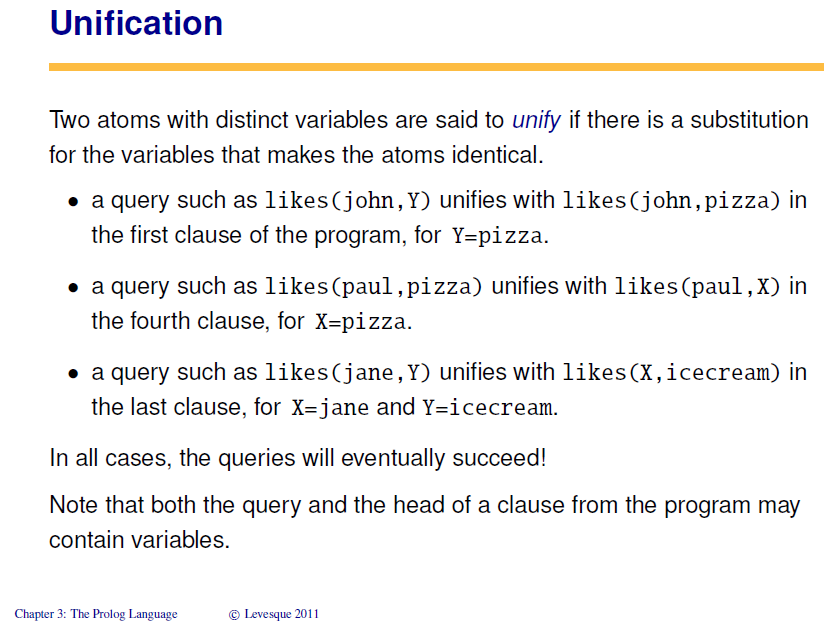 Unification
Two atoms with distinct variables are said to unify if there is a substitution
for the variables that makes the atoms identical.
• a query such as likes(john,Y) unifies with likes(john,pizza) in
the first clause of the program, for Y=pizza.
• a query such as likes(paul,pizza) unifies with likes(paul,X) in
the fourth clause, for X=pizza.
• a query such as likes(jane,Y) unifies with likes(X,icecream) in
the last clause, for X=jane and Y=icecream.
In all cases, the queries will eventually succeed!
Note that both the query and the head of a clause from the program may
contain variables.
Chapter 3: The Prolog Language © Levesque 2011